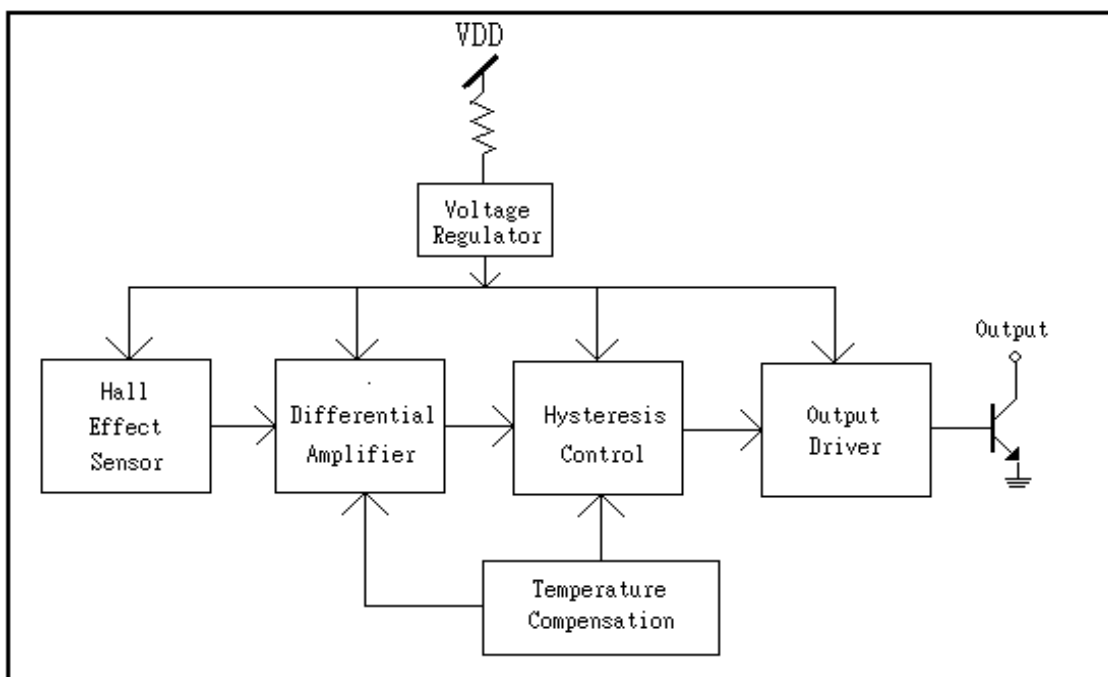 VDD
Voltage
Regulator
Hall
Effect
Sensor
Differential
Amplifier
Hysteresis
Control
Output
Driver
Output
Temperature
Compensation